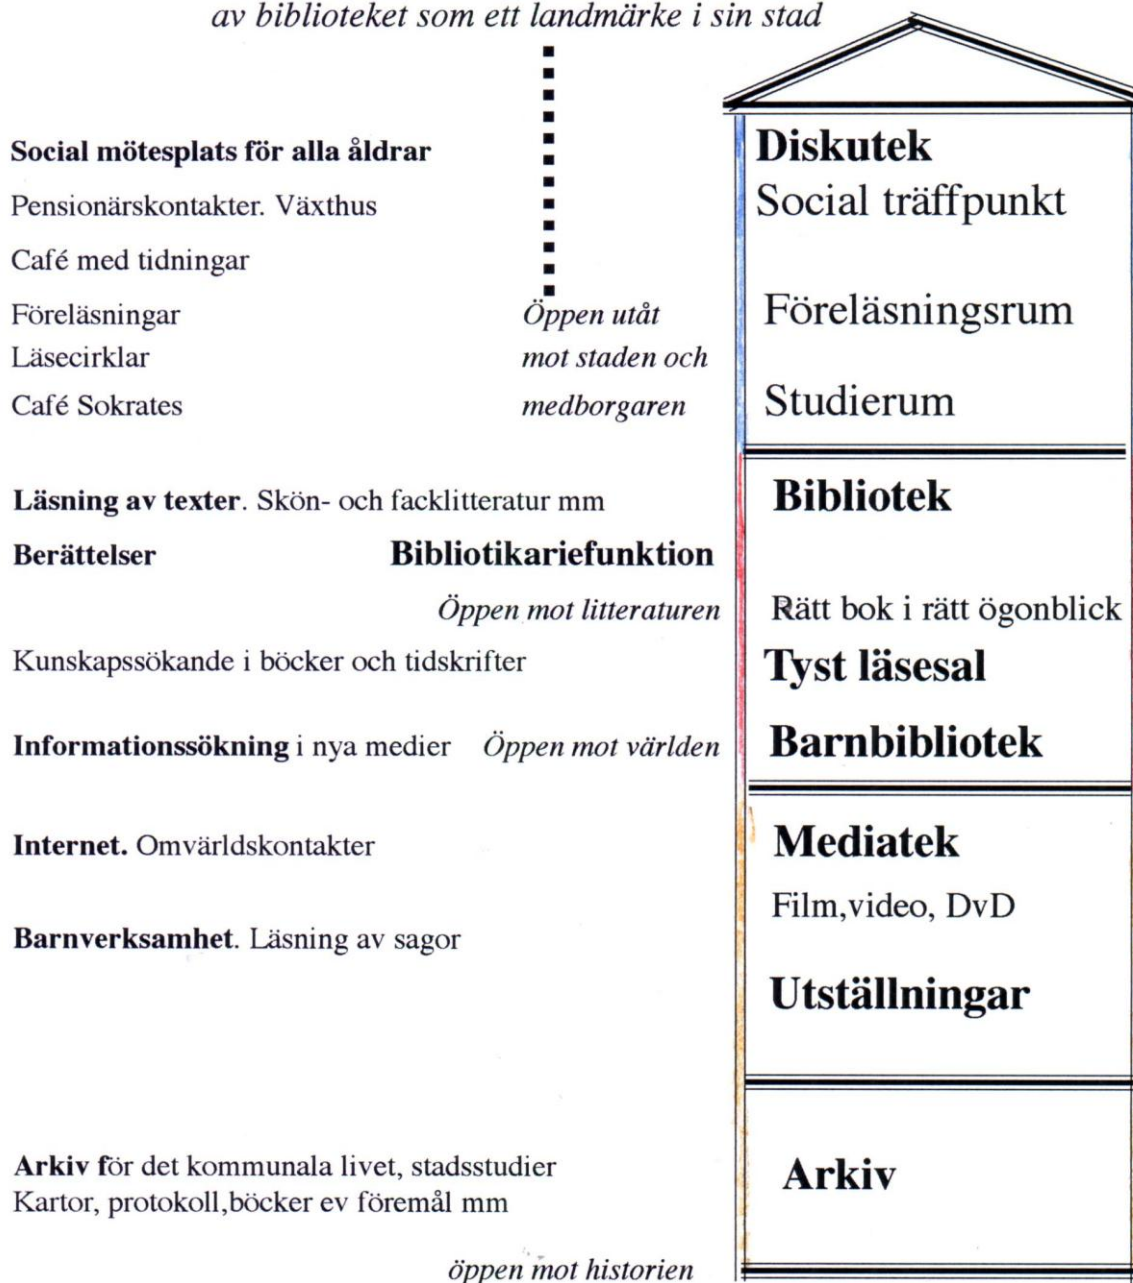 av biblioteket som ett landmärke i sin stad
Social mötesplats för alla åldrar
Pensionärskontakter. Växthus
Café med tidningar
Föreläsningar
Läsecirklar
Café Sokrates
Öppen utåt
mot staden och
medborgaren
Diskutek
Social träffpunkt
Föreläsningsrum
Studierum
Läsning av texter. Skön- och facklitteratur mm
Berättelser
Bibliotikariefunktion
Öppen mot litteraturen
Kunskapssökande i böcker och tidskrifter
Informationssökning i nya medier
Öppen mot världen
Bibliotek
Rätt bok i rätt ögonblick
Tyst läsesal
Barnbibliotek
Internet. Omvärldskontakter
Barnverksamhet. Läsning av sagor
Mediatek
Film,video, DvD
Utställningar
Arkiv för det kommunala livet, stadsstudier
Kartor, protokoll,böcker ev föremål mm
öppen mot historien
Arkiv